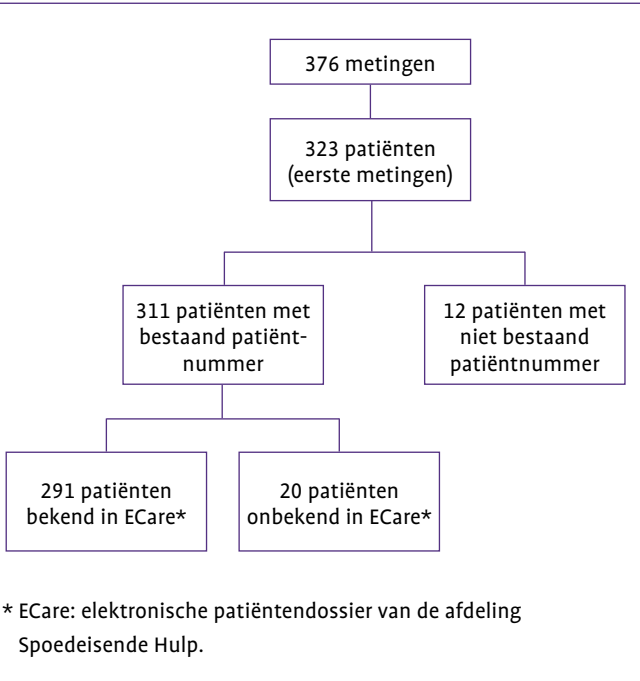 376 metingen
323 patiënten
(eerste metingen)
311 patiënten met
bestaand patiënt-
nummer
12 patiënten met
niet bestaand
patiëntnummer
291 patiënten
bekend in ECare*
20 patiënten
onbekend in ECare*
* ECare: elektronische patiëntendossier van de afdeling
Spoedeisende Hulp.